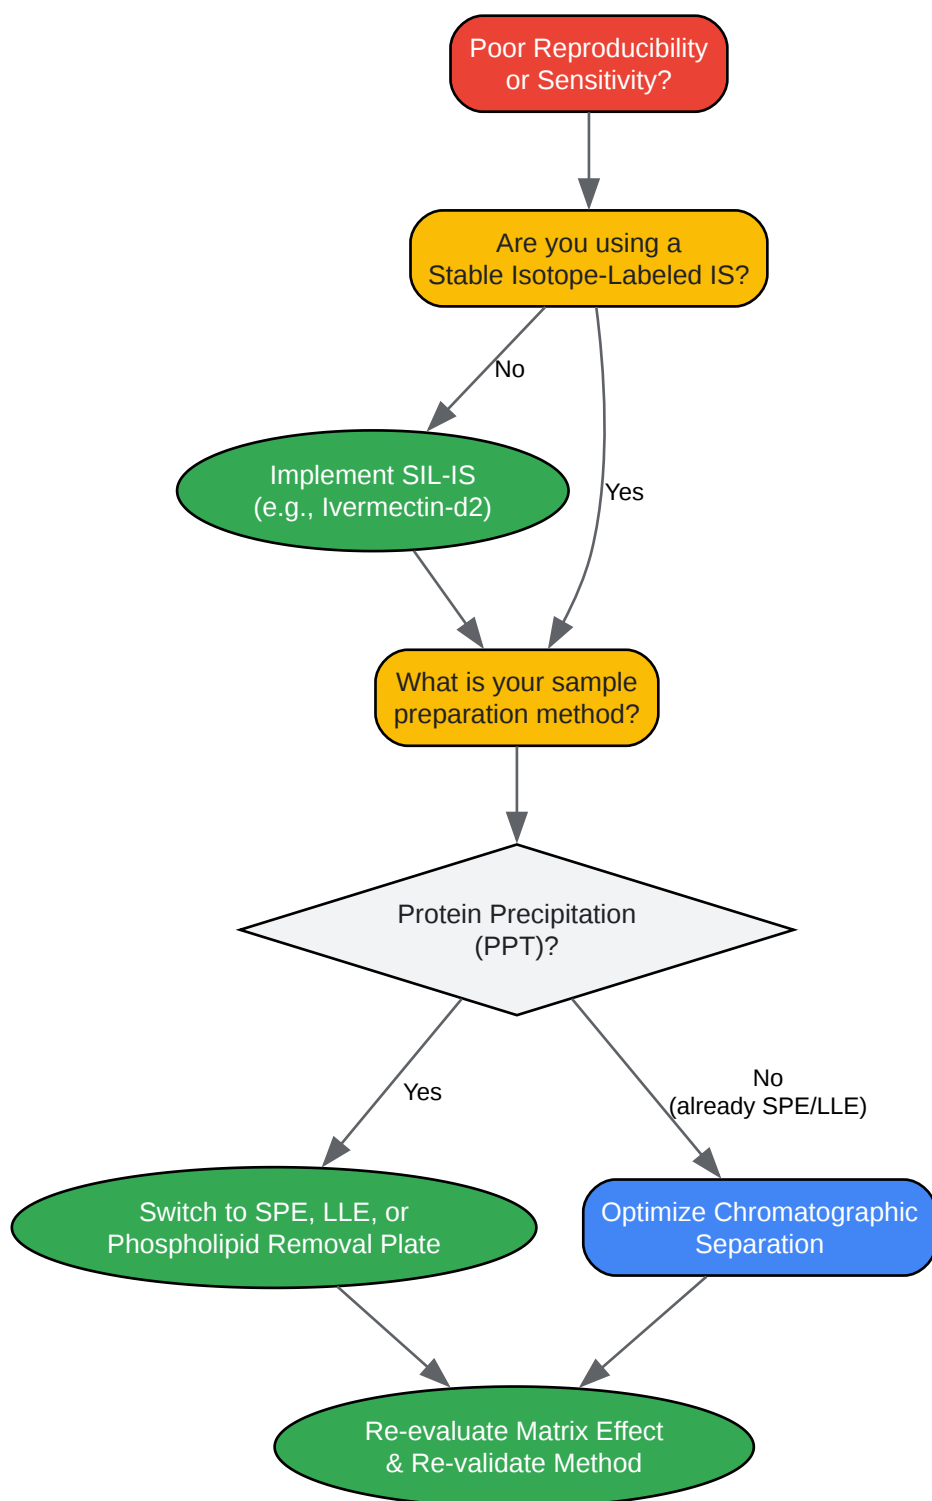 Poor Reproducibility
or Sensitivity?
Are you using a
Stable Isotope-Labeled IS?
No
Implement SIL-IS
(e.g., Ivermectin-d2)
Yes
What is your sample
preparation method?
Protein Precipitation
(PPT)?
Yes
No
(already SPE/LLE)
Switch to SPE, LLE, or
Phospholipid Removal Plate
Optimize Chromatographic
Separation
Re-evaluate Matrix Effect
& Re-validate Method